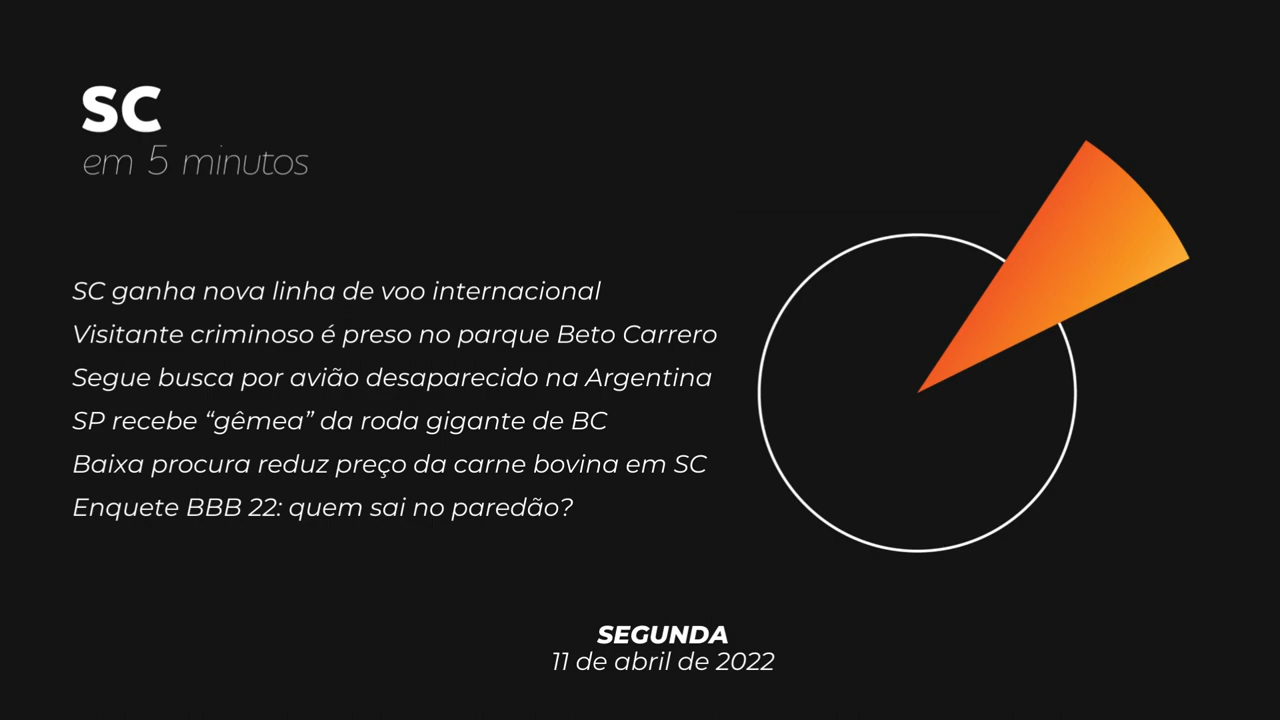 SC
em 5 minutos
SC ganha nova linha de voo internacional
Visitante criminoso é preso no parque Beto Carrero
Segue busca por avião desaparecido na Argentina
SP recebe “gêmea” da roda gigante de BC
Baixa procura reduz preço da carne bovina em SC
Enquete BBB 22: quem sai no paredão?
SEGUNDA
11 de abril de 2022